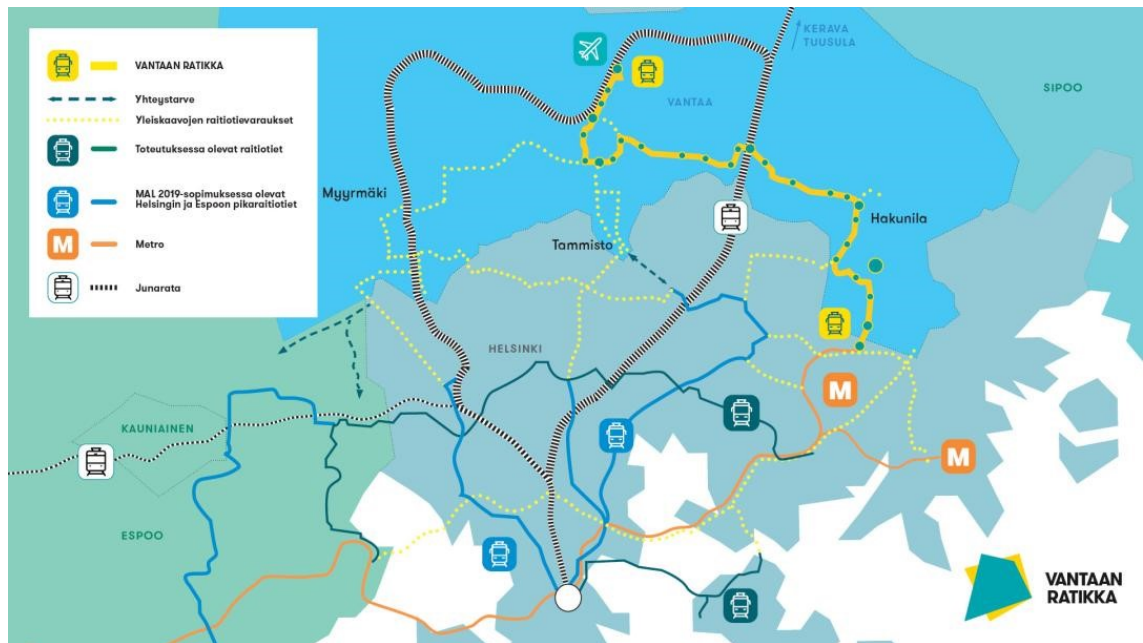 VANTAAN RATIKKA
Yhteystarve
Yleiskaavojen raitiotievaraukset
Toteutuksessa olevat raitiotiet
MAL 2019-sopimuksessa olevat
Helsingin ja Espoon pikaraitiotiet
M
Metro
Junarata
KERAVA
TUUSULA
SIPOO
VANTAA
Myyrmäki
Hakunila
Tammisto
HELSINKI
M
KAUNIAINEN
M
ESPOO
VANTAAN
RATIKKA